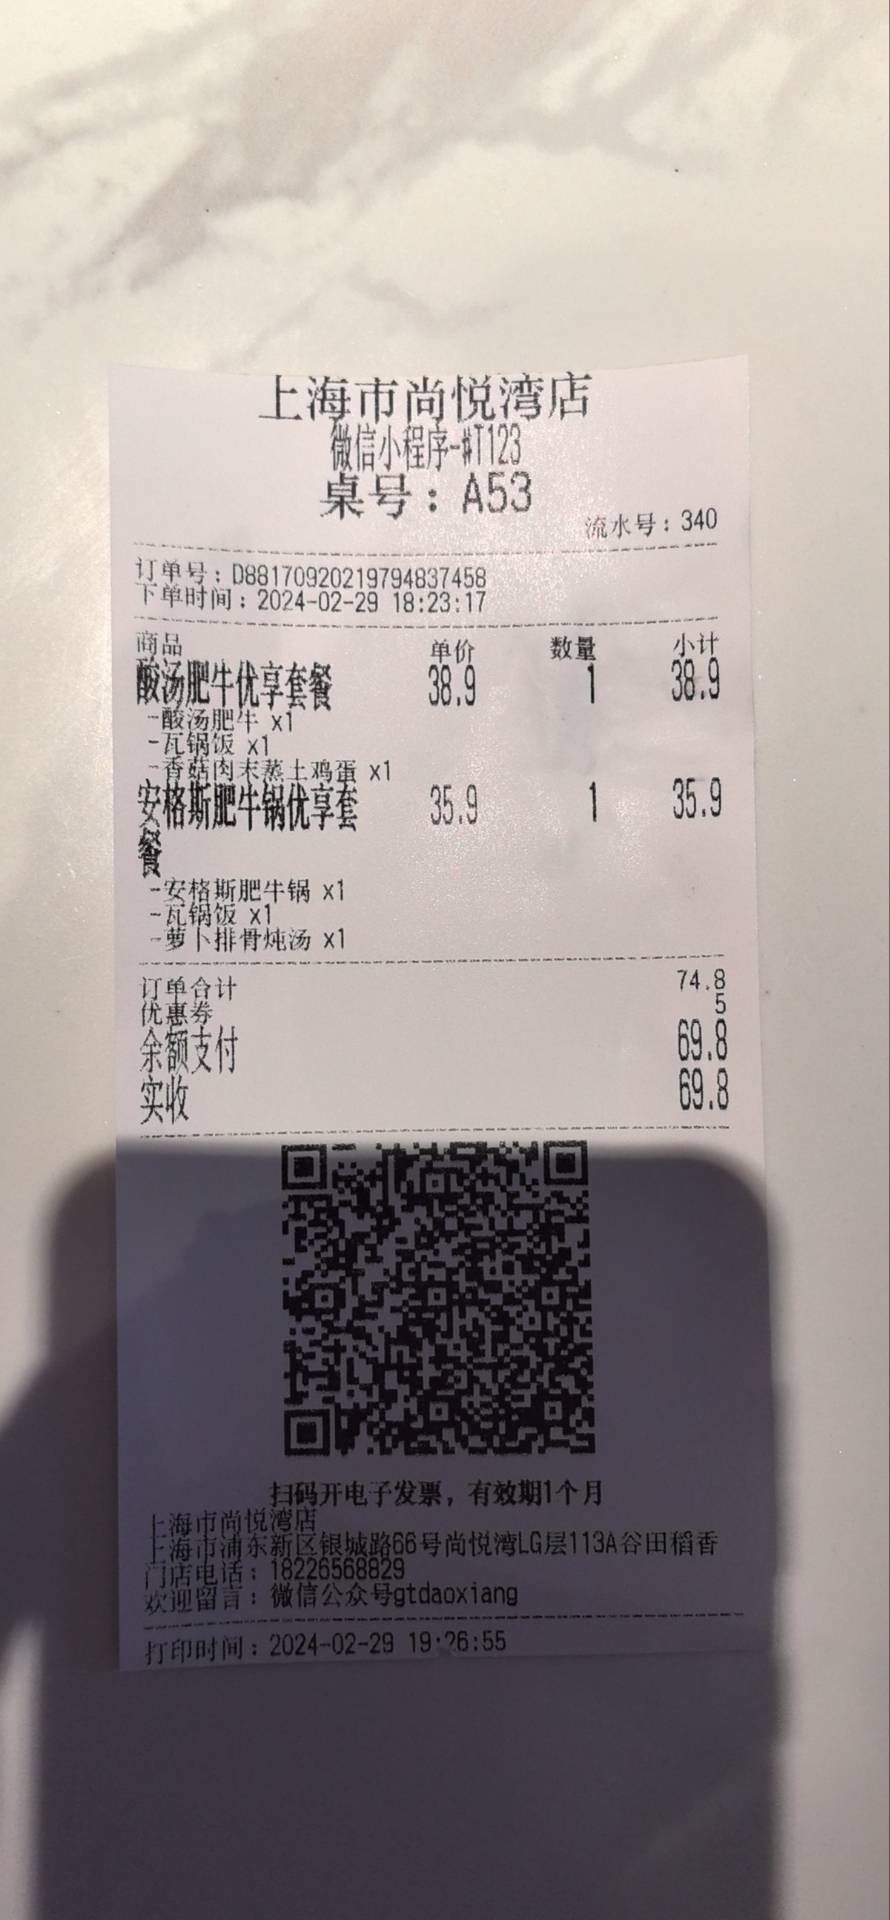 上海市尚悦湾店
微信小程序-#T123
桌号：A53
流水号：340
订单号：D88170920219794837458
下单时间：2024-02-29 18:23:17
商品 单价 数量 小计
酸汤肥牛优享套餐 38.9 1 38.9
-酸汤肥牛 x1
-瓦锅饭 x1
-香菇肉末蒸土鸡蛋 x1
安格斯肥牛锅优享套 35.9 1 35.9
餐
-安格斯肥牛锅 x1
-瓦锅饭 x1
-萝卜排骨炖汤 x1
订单合计 74.8
优惠券 5
余额支付 69.8
实收 69.8
扫码开电子发票，有效期1个月
上海市尚悦湾店
上海市浦东新区银城路66号尚悦湾LG层113A谷田稻香
门店电话：18226568829
欢迎留言：微信公众号gtdaoxiang
打印时间：2024-02-29 19:26:55